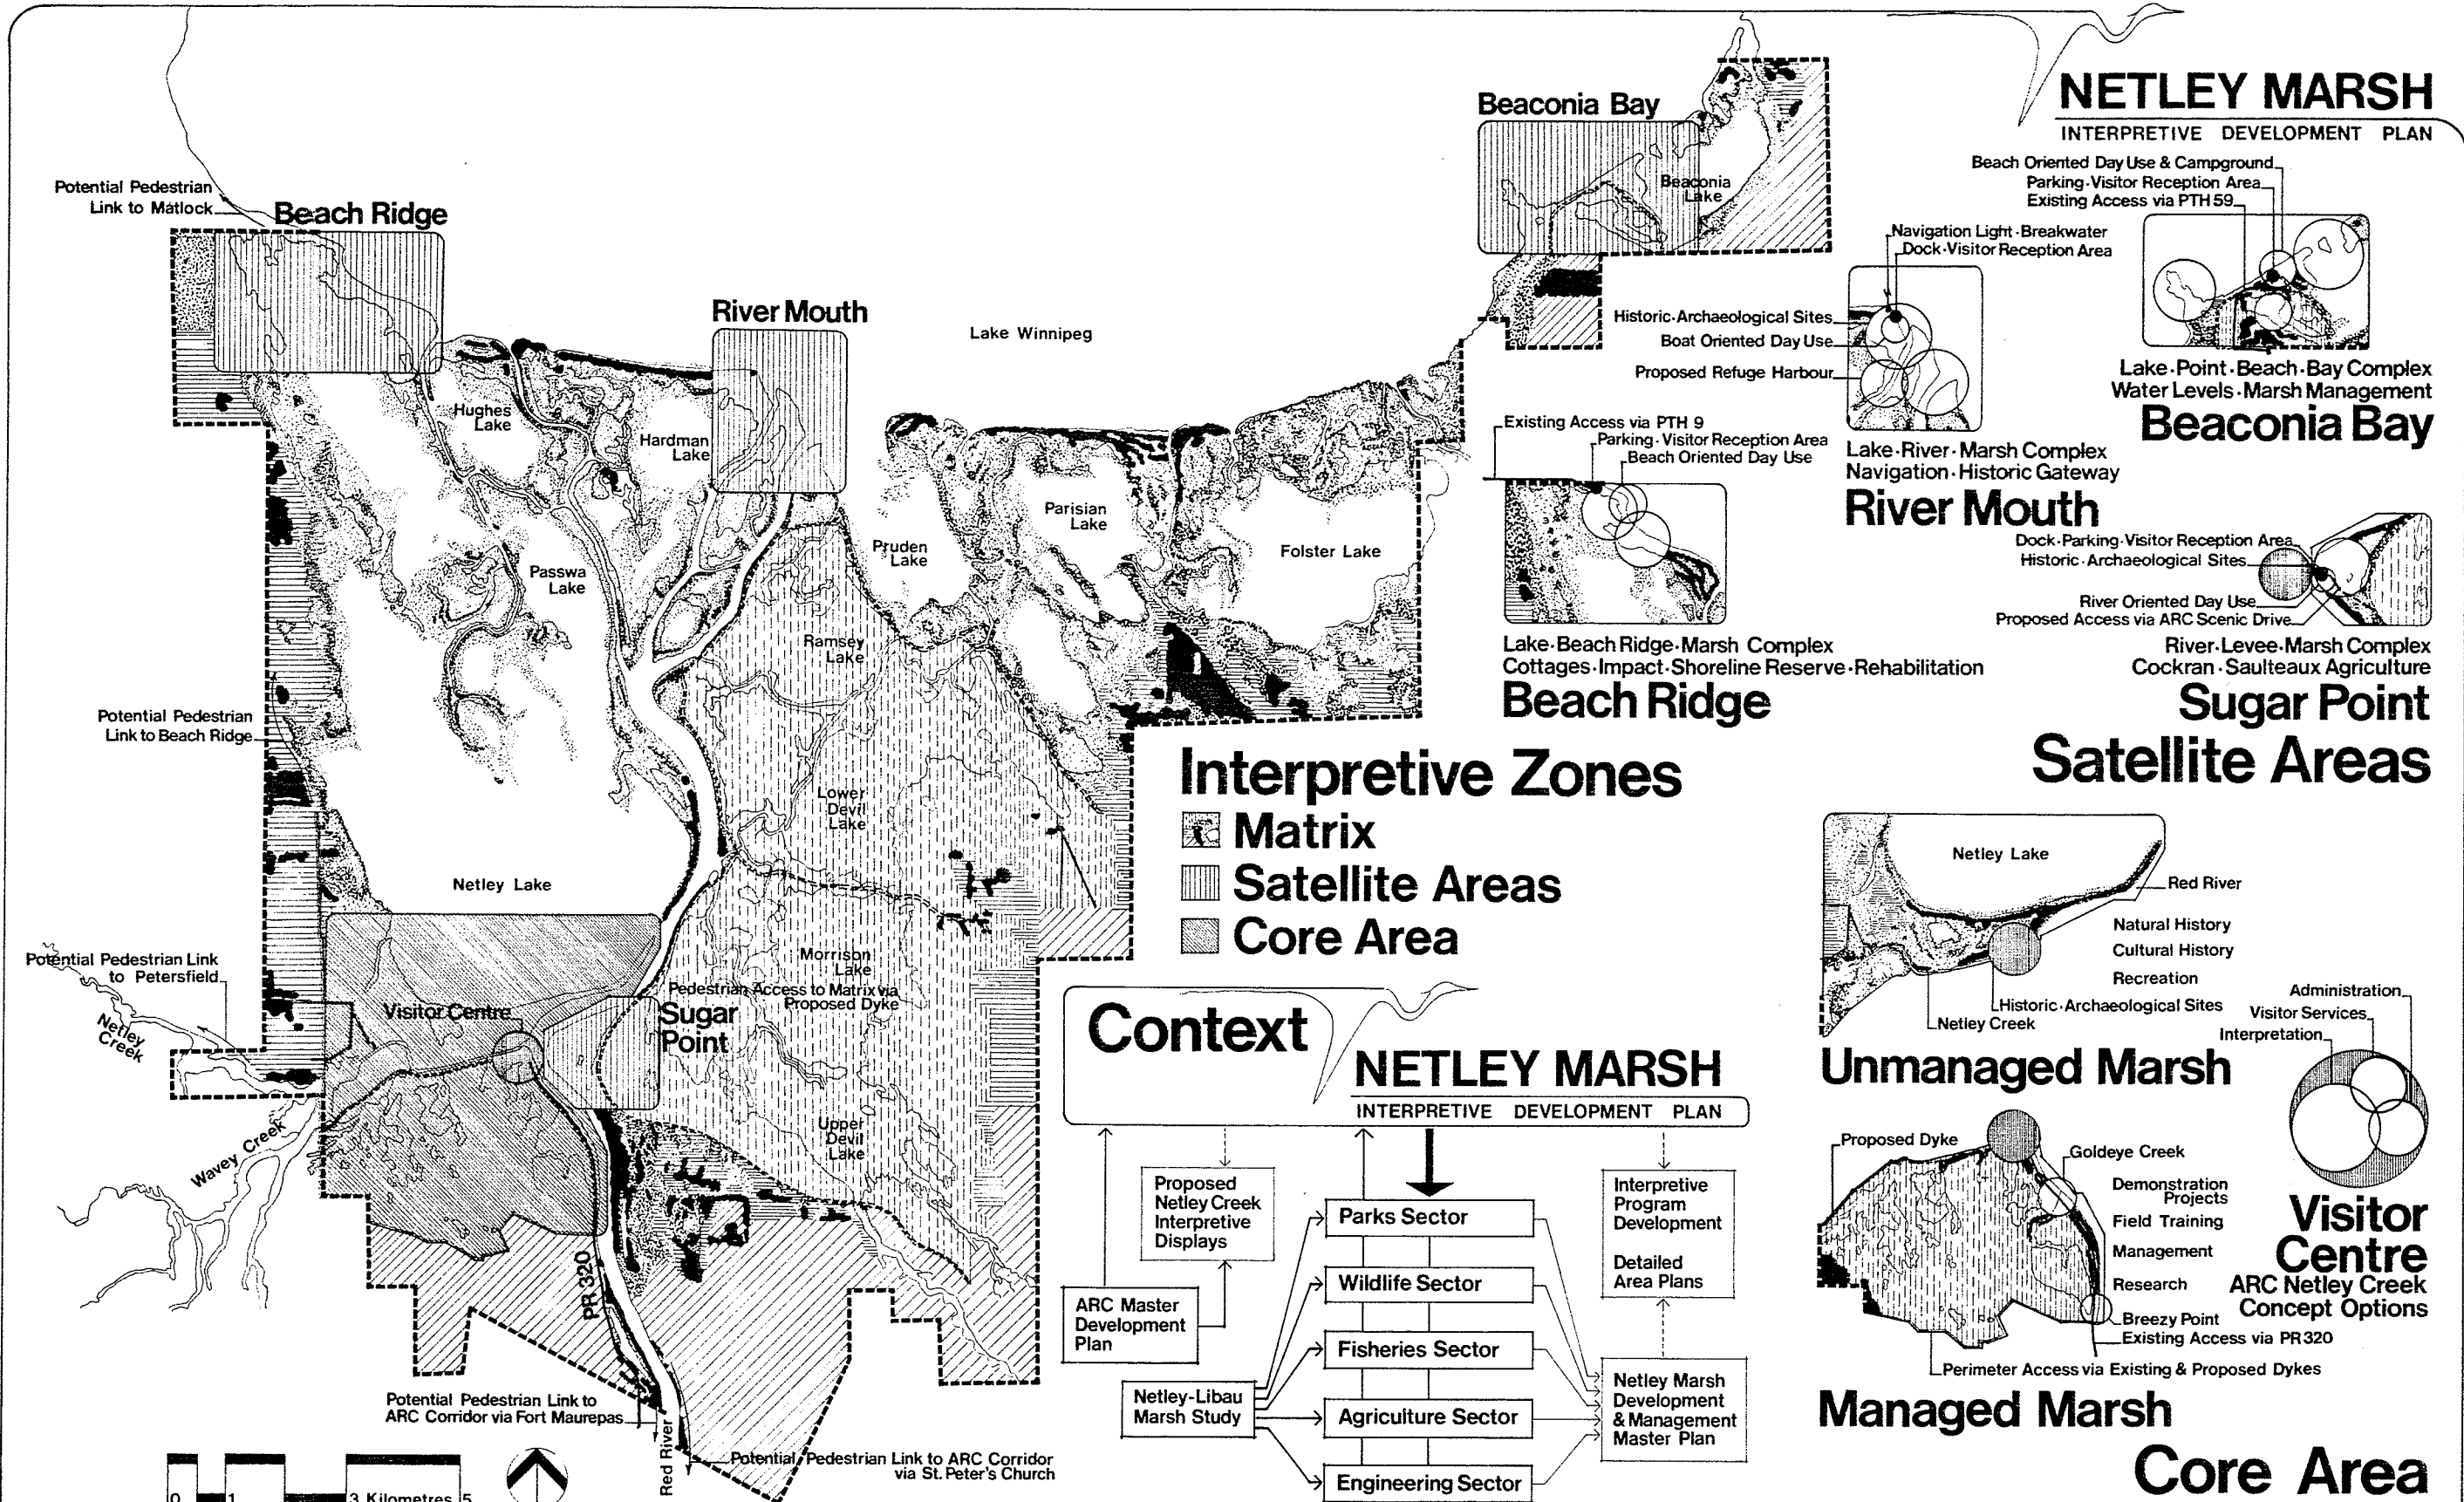 NETLEY MARSH
INTERPRETIVE DEVELOPMENT PLAN
Potential Pedestrian
Link to Matlock
Beach Ridge
River Mouth
Lake Winnipeg
Beaconia Bay
Beaconia
Lake
Hughes
Lake
Hardman
Lake
Passwa
Lake
Pruden
Lake
Parisian
Lake
Folster Lake
Ramsey
Lake
Lower
Devil
Lake
Potential Pedestrian
Link to Beach Ridge
Netley Lake
Morrison
Lake
Pedestrian Access to Matrix via
Proposed Dyke
Potential Pedestrian Link
to Petersfield
Netley
Creek
Visitor Centre
Sugar
Point
Wavey Creek
Upper
Devil
Lake
PR 320
Potential Pedestrian Link to
ARC Corridor via Fort Maurepas
Red River
Potential Pedestrian Link to ARC Corridor
via St. Peter's Church
0 1 3 Kilometres 5
Beach Oriented Day Use & Campground
Parking·Visitor Reception Area
Existing Access via PTH 59
Lake·Point·Beach·Bay Complex
Water Levels·Marsh Management
Beaconia Bay
Navigation Light·Breakwater
Dock·Visitor Reception Area
Historic·Archaeological Sites
Boat Oriented Day Use
Proposed Refuge Harbour
Lake·River·Marsh Complex
Navigation·Historic Gateway
River Mouth
Existing Access via PTH 9
Parking·Visitor Reception Area
Beach Oriented Day Use
Lake·Beach Ridge·Marsh Complex
Cottages·Impact·Shoreline Reserve·Rehabilitation
Beach Ridge
Dock·Parking·Visitor Reception Area
Historic·Archaeological Sites
River Oriented Day Use
Proposed Access via ARC Scenic Drive
River·Levee·Marsh Complex
Cockran·Saulteaux Agriculture
Sugar Point
Satellite Areas
Interpretive Zones
Matrix
Satellite Areas
Core Area
Context
NETLEY MARSH
INTERPRETIVE DEVELOPMENT PLAN
Proposed
Netley Creek
Interpretive
Displays
ARC Master
Development
Plan
Netley-Libau
Marsh Study
Parks Sector
Wildlife Sector
Fisheries Sector
Agriculture Sector
Engineering Sector
Interpretive
Program
Development
Detailed
Area Plans
Netley Marsh
Development
& Management
Master Plan
Netley Lake
Red River
Natural History
Cultural History
Recreation
Historic·Archaeological Sites
Netley Creek
Unmanaged Marsh
Administration
Visitor Services
Interpretation
Visitor
Centre
ARC Netley Creek
Concept Options
Proposed Dyke
Goldeye Creek
Demonstration
Projects
Field Training
Management
Research
Breezy Point
Existing Access via PR 320
Perimeter Access via Existing & Proposed Dykes
Managed Marsh
Core Area